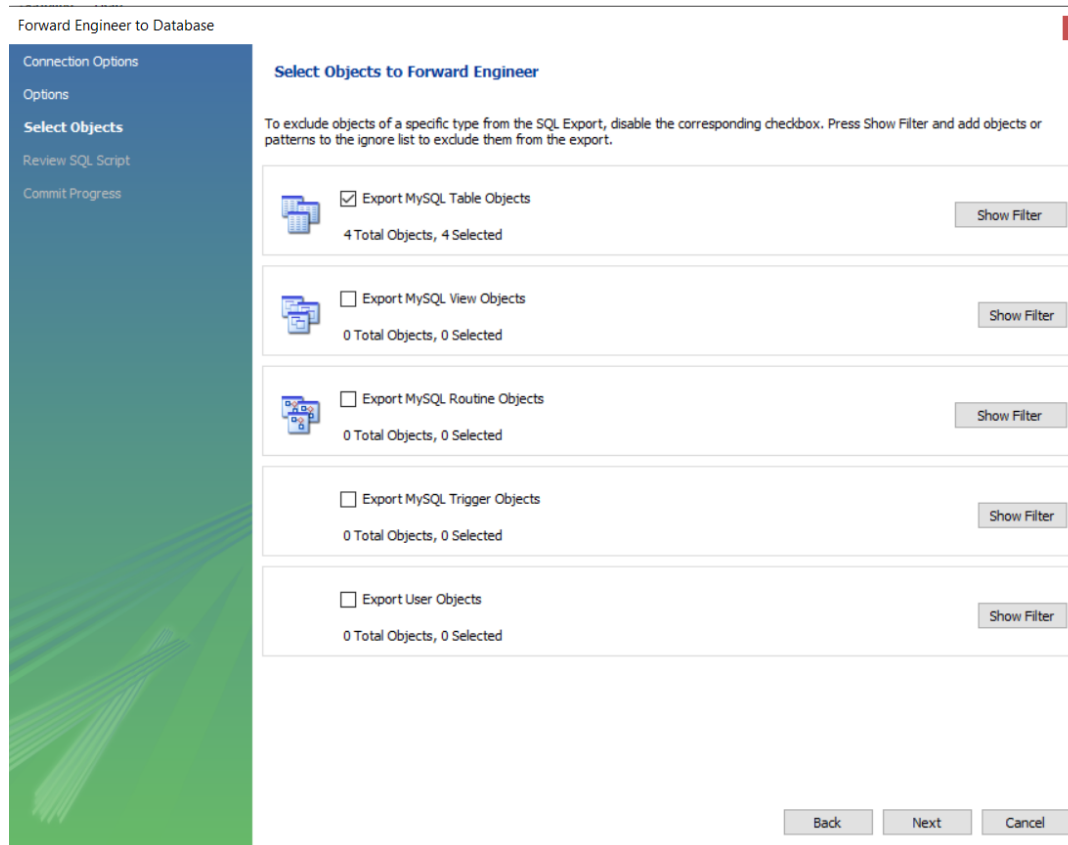 Forward Engineer to Database
Connection Options
Options
Select Objects
Review SQL Script
Commit Progress
Select Objects to Forward Engineer
To exclude objects of a specific type from the SQL Export, disable the corresponding checkbox. Press Show Filter and add objects or
patterns to the ignore list to exclude them from the export.
Export MySQL Table Objects
4 Total Objects, 4 Selected
Show Filter
Export MySQL View Objects
0 Total Objects, 0 Selected
Show Filter
Export MySQL Routine Objects
0 Total Objects, 0 Selected
Show Filter
Export MySQL Trigger Objects
0 Total Objects, 0 Selected
Show Filter
Export User Objects
0 Total Objects, 0 Selected
Show Filter
Back
Next
Cancel